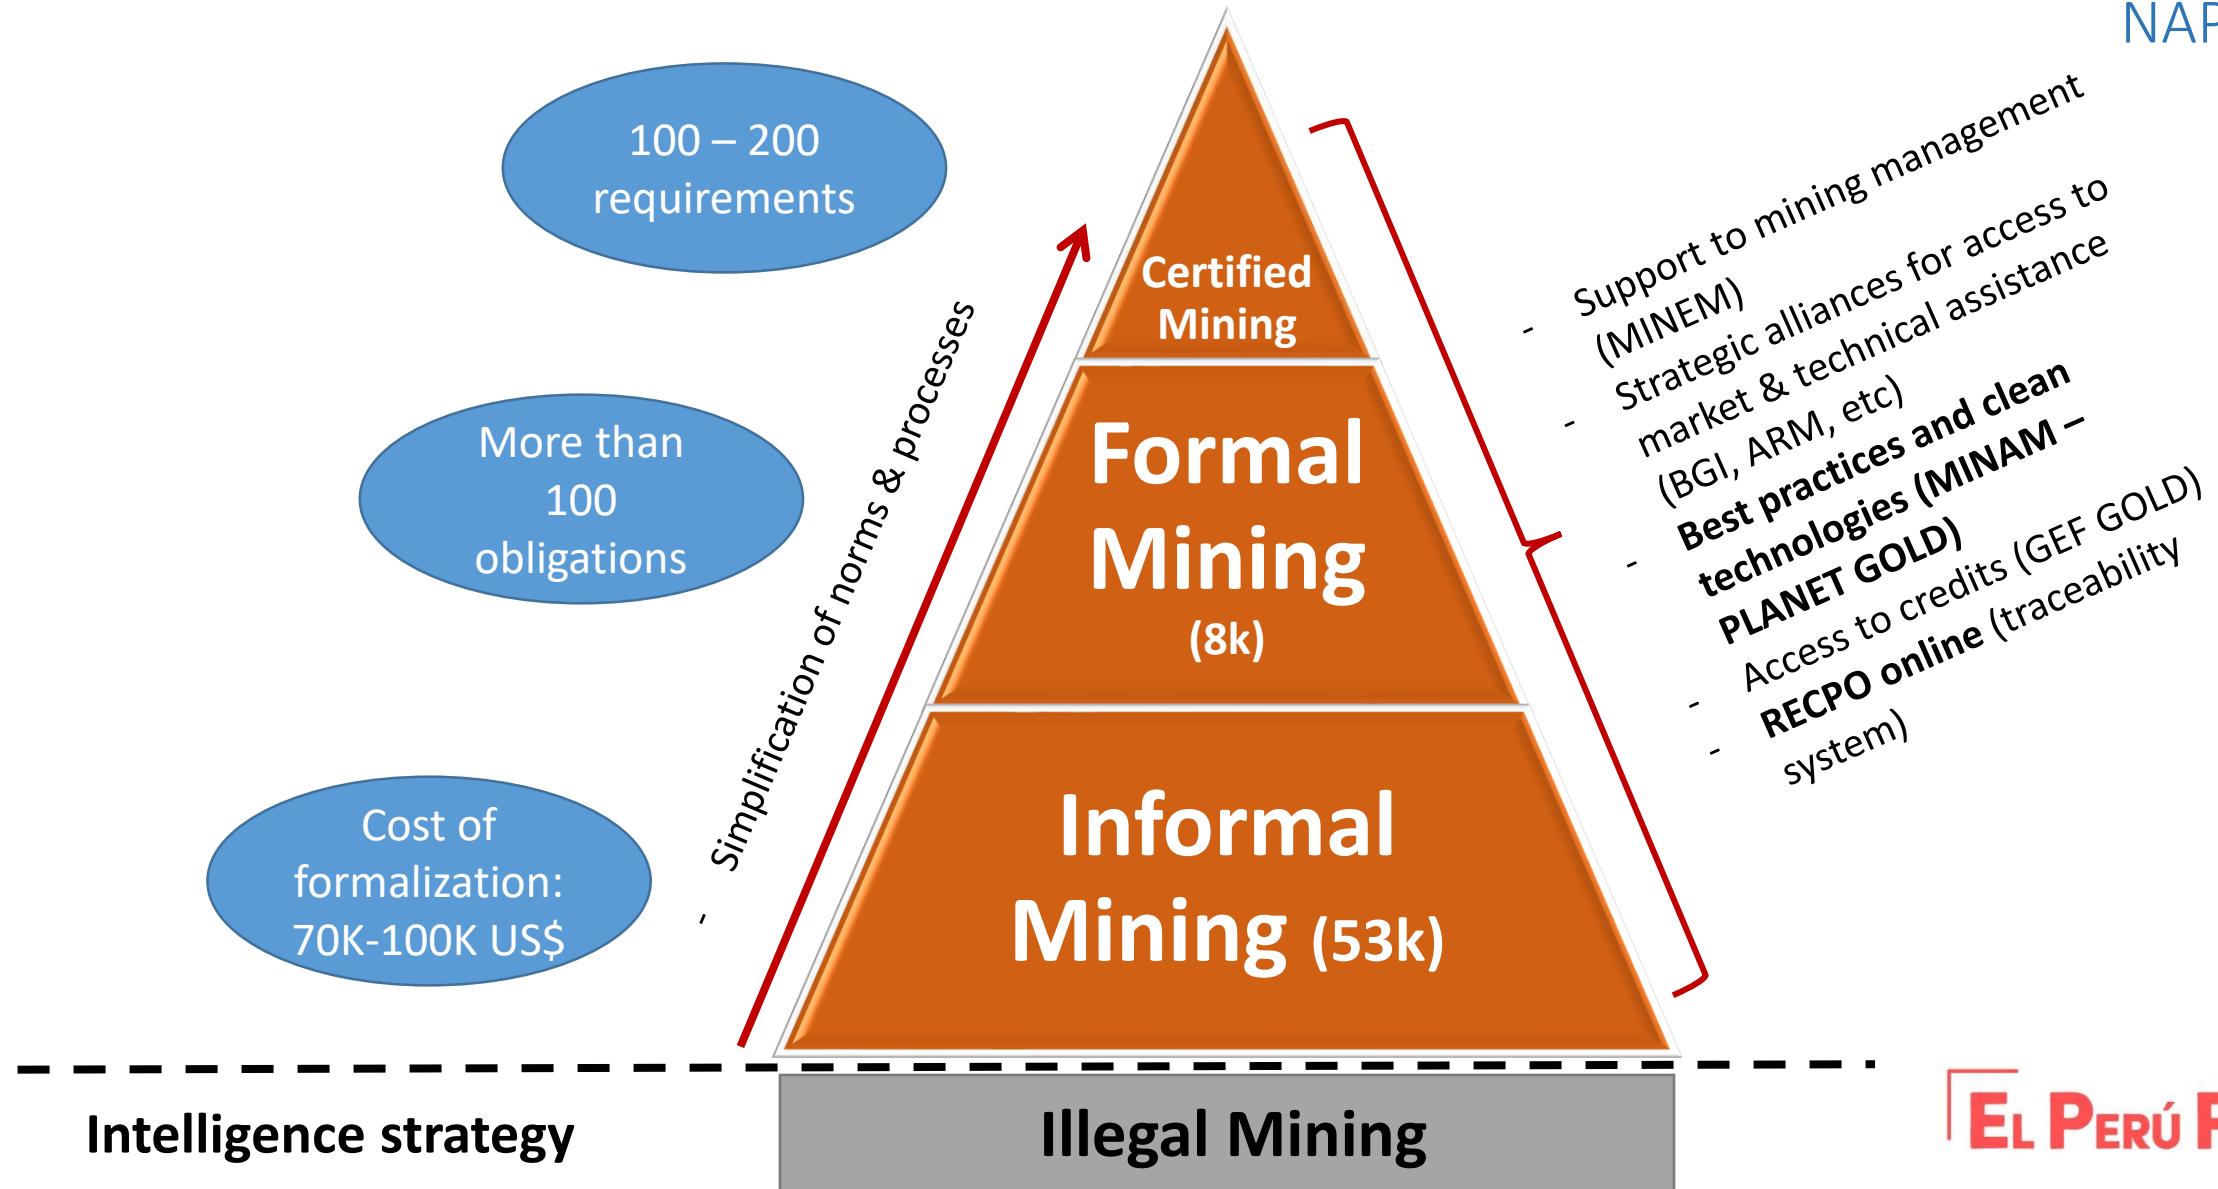 NAP
100 – 200
requirements
More than
100
obligations
Cost of
formalization:
70K-100K US$
- Simplification of norms & processes
Certified
Mining
Formal
Mining
(8k)
Informal
Mining (53k)
- Support to mining management
(MINEM)
- Strategic alliances for access to
market & technical assistance
(BGI, ARM, etc)
- Best practices and clean
technologies (MINAM –
PLANET GOLD)
- Access to credits (GEF GOLD)
- RECPO online (traceability
system)
Intelligence strategy
Illegal Mining
EL PERÚ P